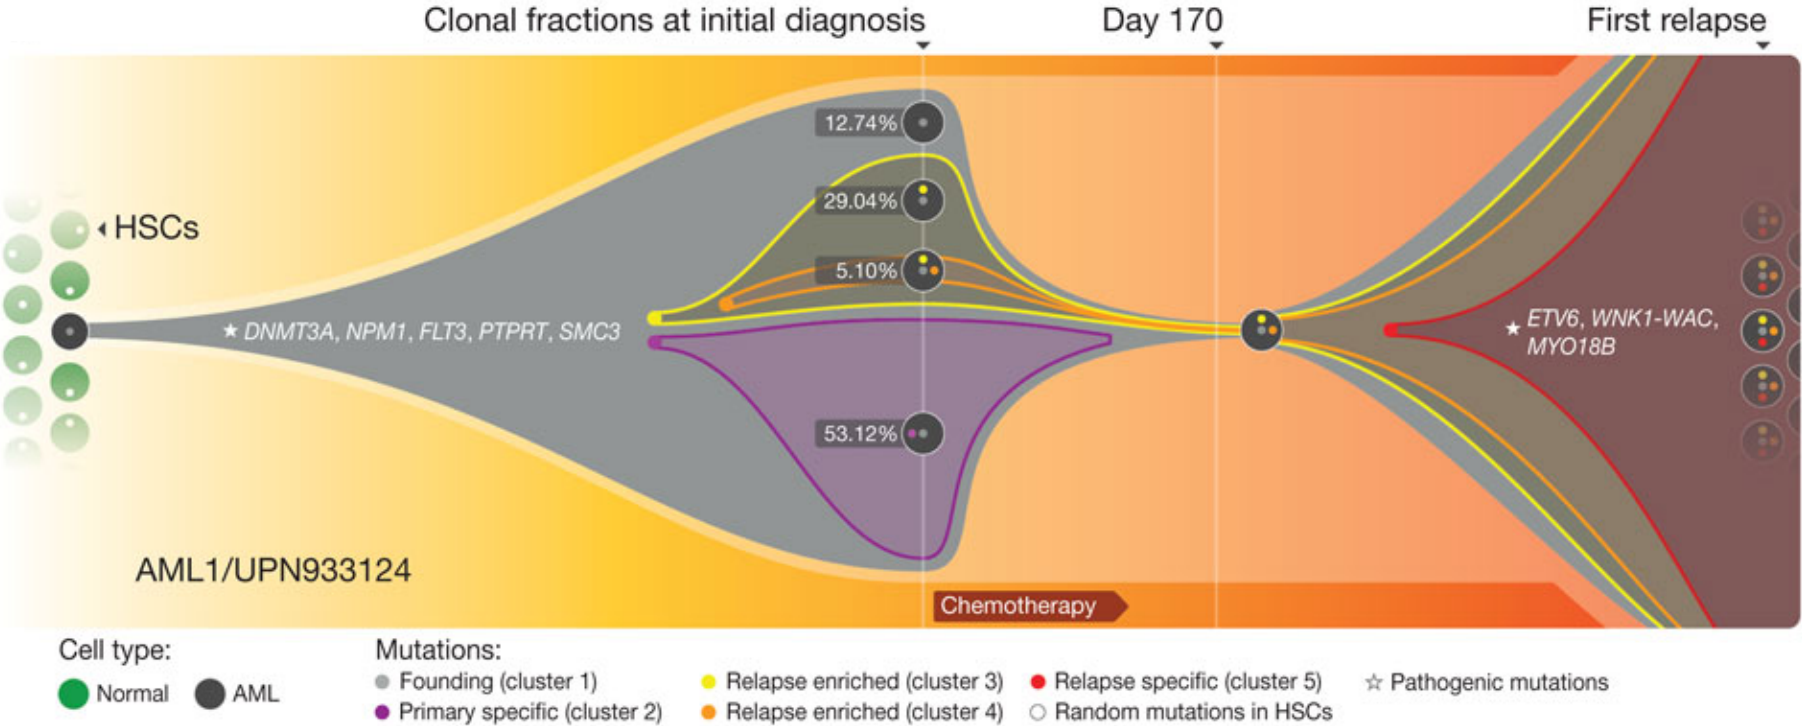 Clonal fractions at initial diagnosis
Day 170
First relapse
12.74%
29.04%
HSCs
5.10%
DNMT3A, NPM1, FLT3, PTPRT, SMC3
ETV6, WNK1-WAC,
MYO18B
53.12%
AML1/UPN933124
Chemotherapy
Cell type:
Normal
AML
Mutations:
Founding (cluster 1)
Primary specific (cluster 2)
Relapse enriched (cluster 3)
Relapse enriched (cluster 4)
Relapse specific (cluster 5)
Random mutations in HSCs
Pathogenic mutations